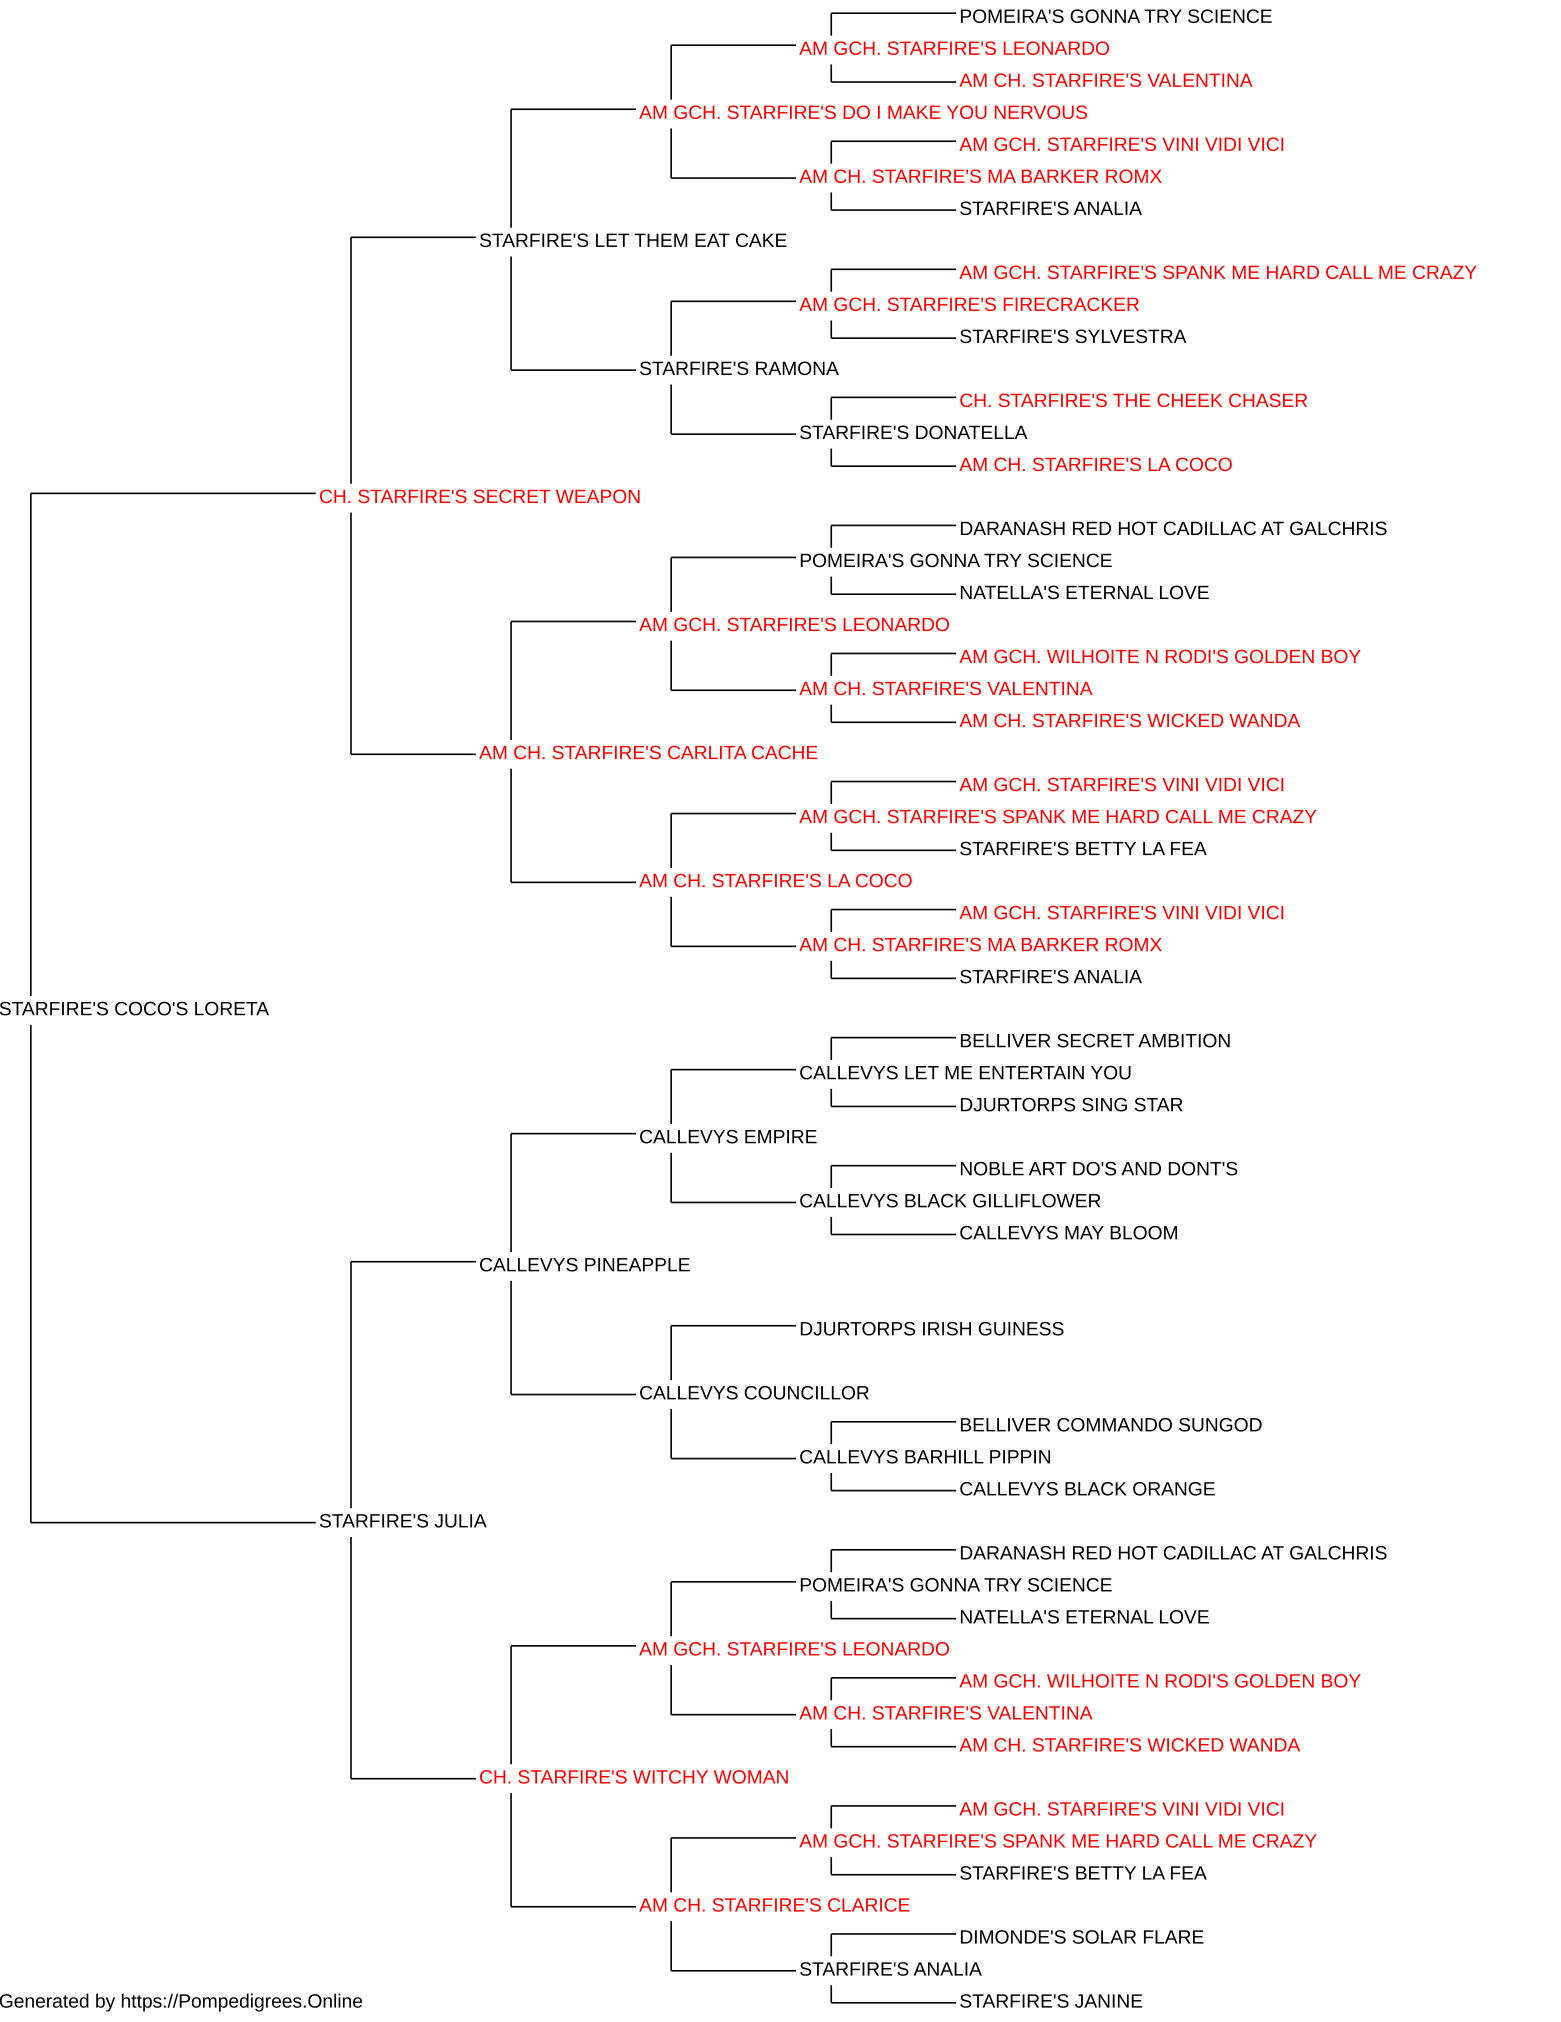 POMEIRA'S GONNA TRY SCIENCE
AM GCH. STARFIRE'S LEONARDO
AM CH. STARFIRE'S VALENTINA
AM GCH. STARFIRE'S DO I MAKE YOU NERVOUS
AM GCH. STARFIRE'S VINI VIDI VICI
AM CH. STARFIRE'S MA BARKER ROMX
STARFIRE'S ANALIA
STARFIRE'S LET THEM EAT CAKE
AM GCH. STARFIRE'S SPANK ME HARD CALL ME CRAZY
AM GCH. STARFIRE'S FIRECRACKER
STARFIRE'S SYLVESTRA
STARFIRE'S RAMONA
CH. STARFIRE'S THE CHEEK CHASER
STARFIRE'S DONATELLA
AM CH. STARFIRE'S LA COCO
CH. STARFIRE'S SECRET WEAPON
DARANASH RED HOT CADILLAC AT GALCHRIS
POMEIRA'S GONNA TRY SCIENCE
NATELLA'S ETERNAL LOVE
AM GCH. STARFIRE'S LEONARDO
AM GCH. WILHOITE N RODI'S GOLDEN BOY
AM CH. STARFIRE'S VALENTINA
AM CH. STARFIRE'S WICKED WANDA
AM CH. STARFIRE'S CARLITA CACHE
AM GCH. STARFIRE'S VINI VIDI VICI
AM GCH. STARFIRE'S SPANK ME HARD CALL ME CRAZY
STARFIRE'S BETTY LA FEA
AM CH. STARFIRE'S LA COCO
AM GCH. STARFIRE'S VINI VIDI VICI
AM CH. STARFIRE'S MA BARKER ROMX
STARFIRE'S ANALIA
STARFIRE'S COCO'S LORETA
BELLIVER SECRET AMBITION
CALLEVYS LET ME ENTERTAIN YOU
DJURTORPS SING STAR
CALLEVYS EMPIRE
NOBLE ART DO'S AND DONT'S
CALLEVYS BLACK GILLIFLOWER
CALLEVYS MAY BLOOM
CALLEVYS PINEAPPLE
DJURTORPS IRISH GUINESS
CALLEVYS COUNCILLOR
BELLIVER COMMANDO SUNGOD
CALLEVYS BARHILL PIPPIN
CALLEVYS BLACK ORANGE
STARFIRE'S JULIA
DARANASH RED HOT CADILLAC AT GALCHRIS
POMEIRA'S GONNA TRY SCIENCE
NATELLA'S ETERNAL LOVE
AM GCH. STARFIRE'S LEONARDO
AM GCH. WILHOITE N RODI'S GOLDEN BOY
AM CH. STARFIRE'S VALENTINA
AM CH. STARFIRE'S WICKED WANDA
CH. STARFIRE'S WITCHY WOMAN
AM GCH. STARFIRE'S VINI VIDI VICI
AM GCH. STARFIRE'S SPANK ME HARD CALL ME CRAZY
STARFIRE'S BETTY LA FEA
AM CH. STARFIRE'S CLARICE
DIMONDE'S SOLAR FLARE
STARFIRE'S ANALIA
STARFIRE'S JANINE
Generated by https://Pompedigrees.Online